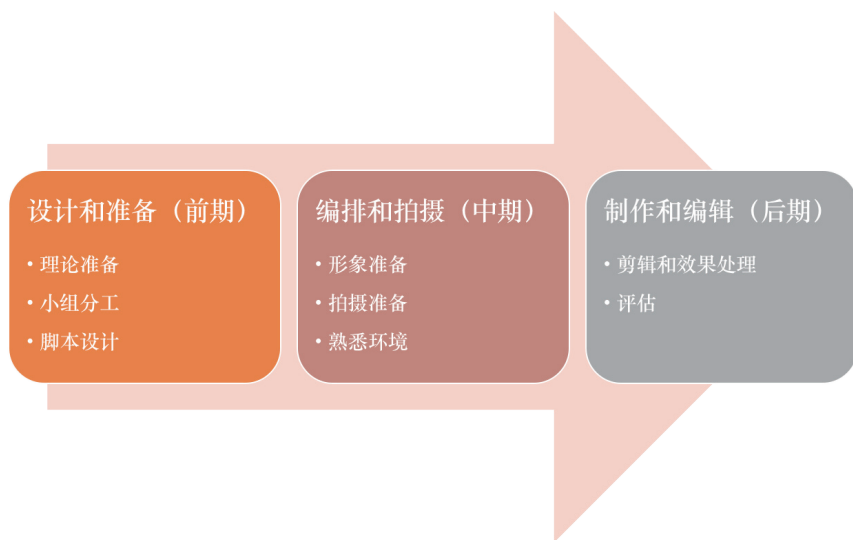 设计和准备（前期）
• 理论准备
• 小组分工
• 脚本设计
编排和拍摄（中期）
• 形象准备
• 拍摄准备
• 熟悉环境
制作和编辑（后期）
• 剪辑和效果处理
• 评估